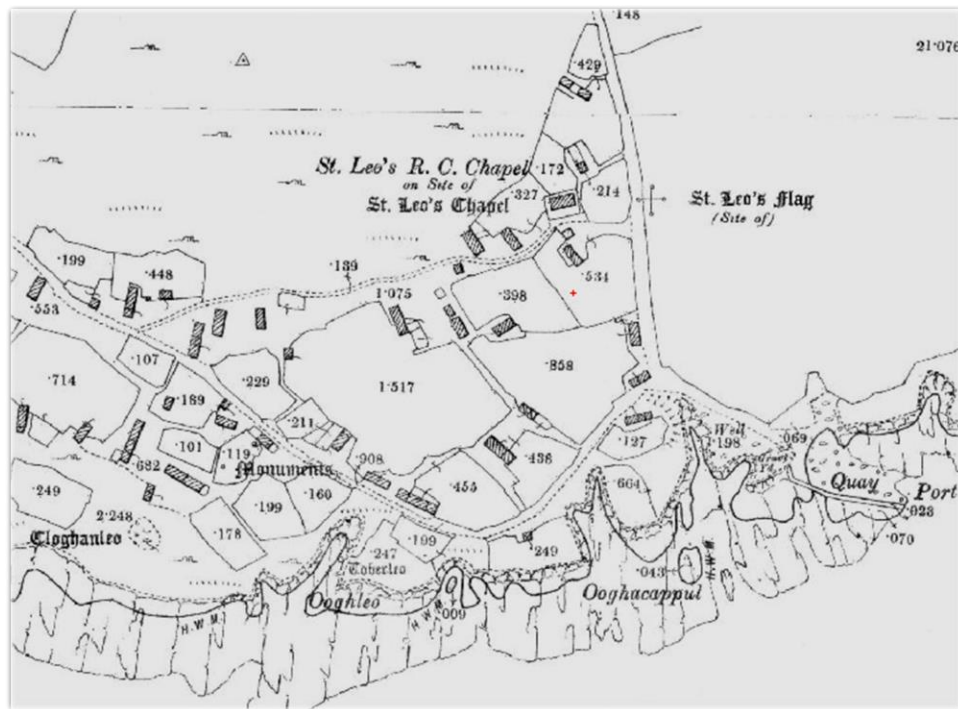 ·148
21·076
·429
St. Leo's R. C. Chapel
on Site of
St. Leo's Chapel
·172
·327
·214
St. Leo's Flag
(Site of)
·199
·448
·139
·534
·553
1·075
·398
·107
·714
·229
1·517
·858
·189
·211
·101
·119
Monuments
·908
·127
Well
·198
·069
·682
·436
·455
·664
Quay
Port
·249
·160
·199
·028
2·248
·178
·070
Cloghanleo
·247
·199
·249
Toberleo
·043
Ooghleo
Ooghacappul
·009
H.W.M.
H.W.M.
H.W.M.